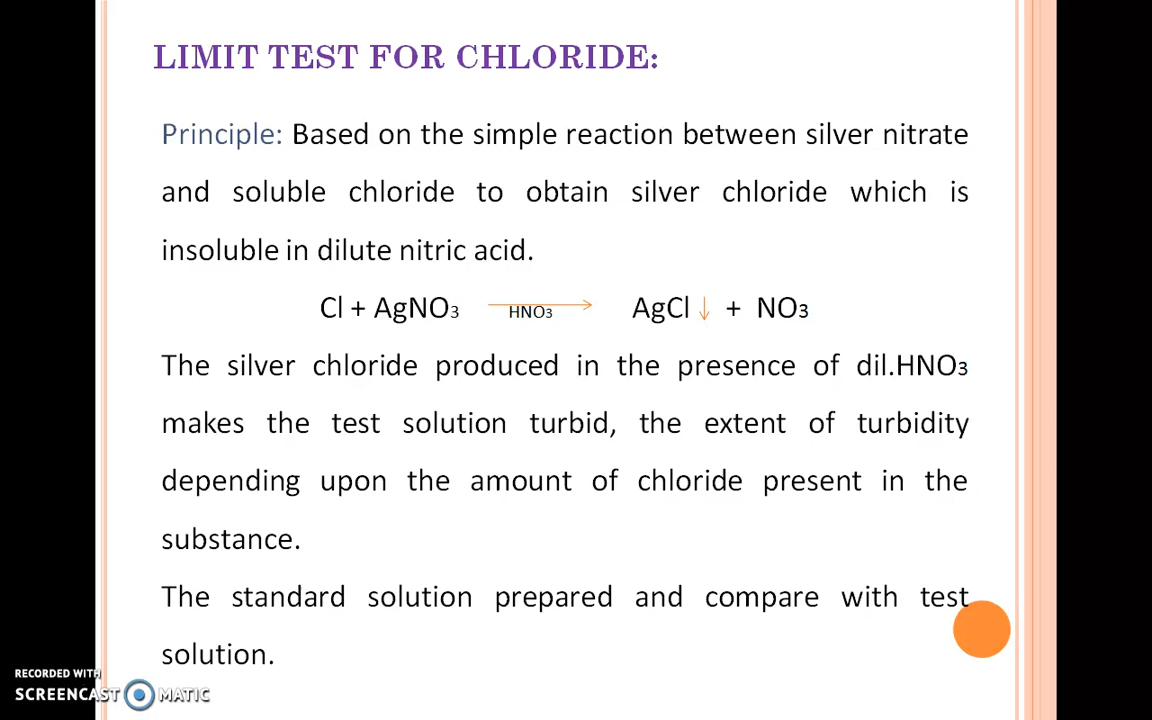 LIMIT TEST FOR CHLORIDE:
Principle: Based on the simple reaction between silver nitrate
and soluble chloride to obtain silver chloride which is
insoluble in dilute nitric acid.
Cl + AgNO3 HNO3 → AgCl ↓ + NO3
The silver chloride produced in the presence of dil.HNO3
makes the test solution turbid, the extent of turbidity
depending upon the amount of chloride present in the
substance.
The standard solution prepared and compare with test
solution.
RECORDED WITH
SCREENCAST MATIC